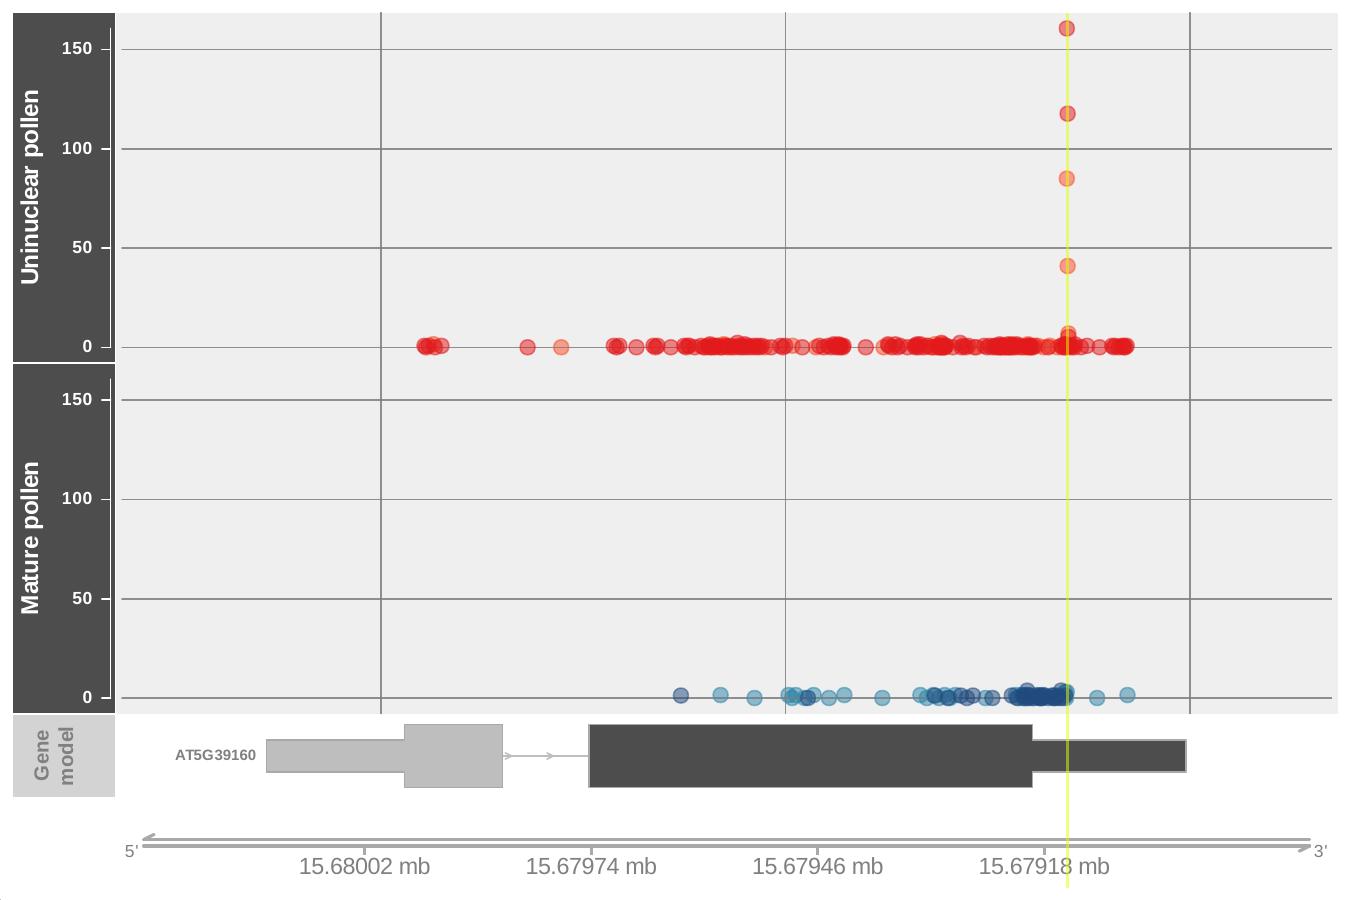 Uninuclear pollen
150
100
50
0
Mature pollen
150
100
50
0
Gene
model
AT5G39160
5'
3'
15.68002 mb
15.67974 mb
15.67946 mb
15.67918 mb